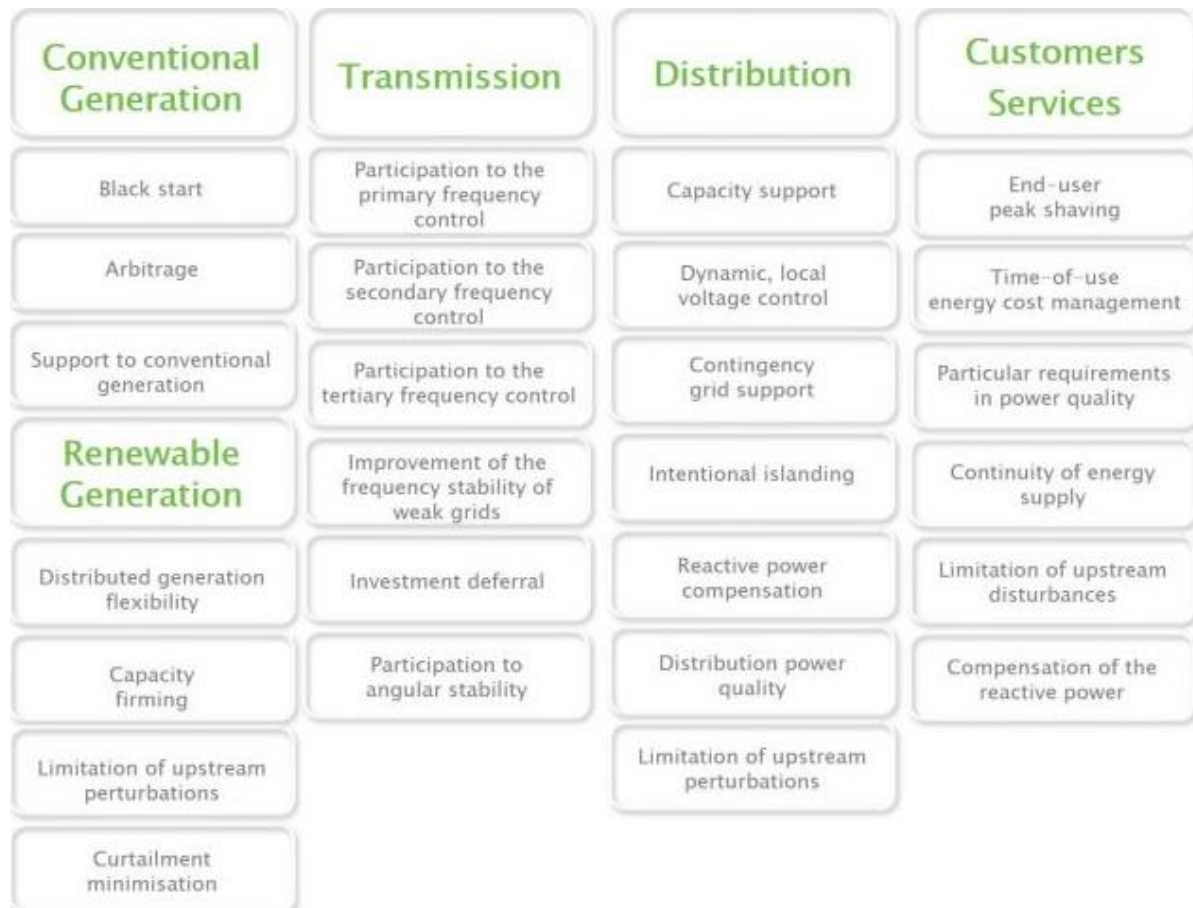 Conventional
Generation
Black start
Arbitrage
Support to conventional
generation
Renewable
Generation
Distributed generation
flexibility
Capacity
firming
Limitation of upstream
perturbations
Curtailment
minimisation
Transmission
Participation to the
primary frequency
control
Participation to the
secondary frequency
control
Participation to the
tertiary frequency control
Improvement of the
frequency stability of
weak grids
Investment deferral
Participation to
angular stability
Distribution
Capacity support
Dynamic, local
voltage control
Contingency
grid support
Intentional islanding
Reactive power
compensation
Distribution power
quality
Limitation of upstream
perturbations
Customers
Services
End-user
peak shaving
Time-of-use
energy cost management
Particular requirements
in power quality
Continuity of energy
supply
Limitation of upstream
disturbances
Compensation of the
reactive power